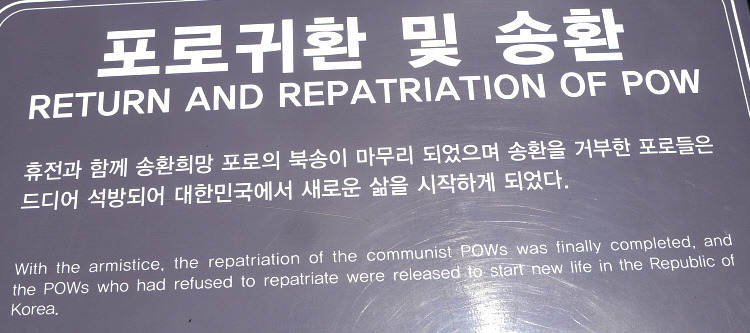 포로귀환 및 송환
RETURN AND REPATRIATION OF POW
휴전과 함께 송환희망 포로의 북송이 마무리 되었으며 송환을 거부한 포로들은
드디어 석방되어 대한민국에서 새로운 삶을 시작하게 되었다.
With the armistice, the repatriation of the communist POWs was finally completed, and
the POWs who had refused to repatriate were released to start new life in the Republic of
Korea.